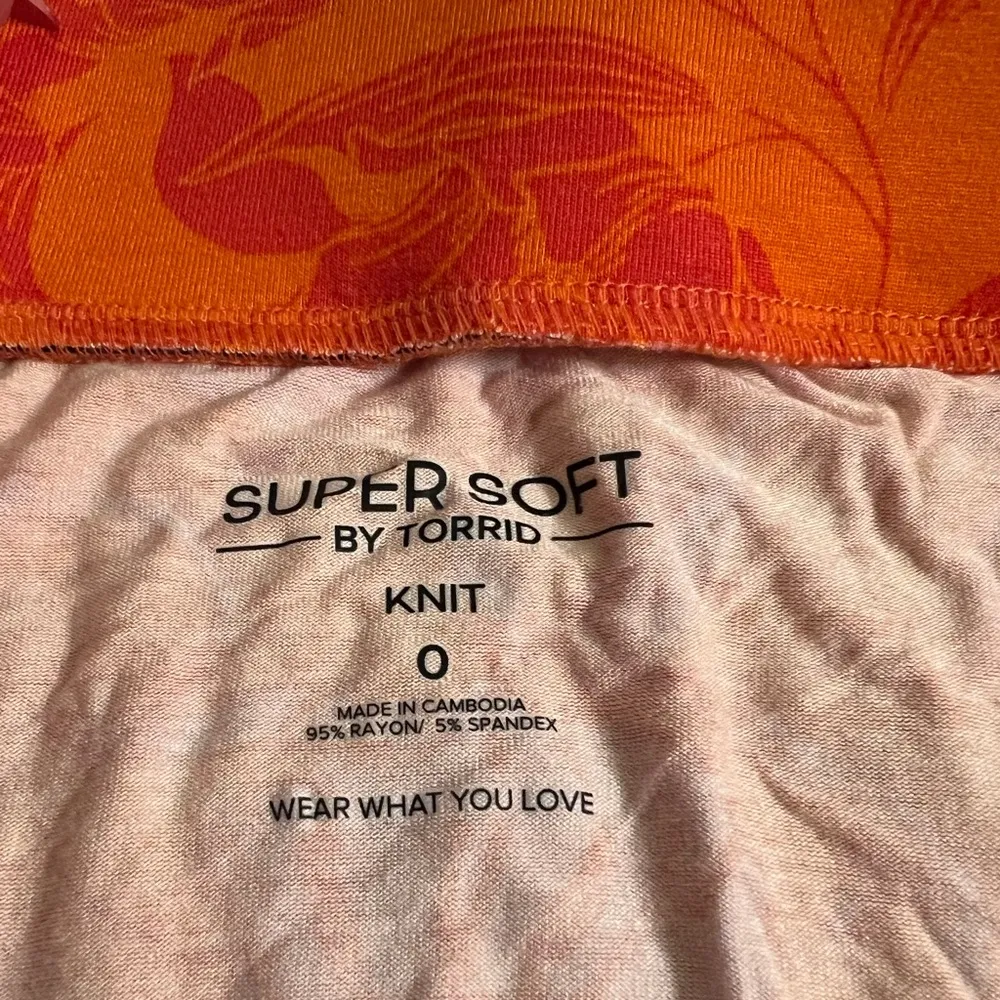 SUPER SOFT
BY TORRID
KNIT
0
MADE IN CAMBODIA
95% RAYON/ 5% SPANDEX
WEAR WHAT YOU LOVE